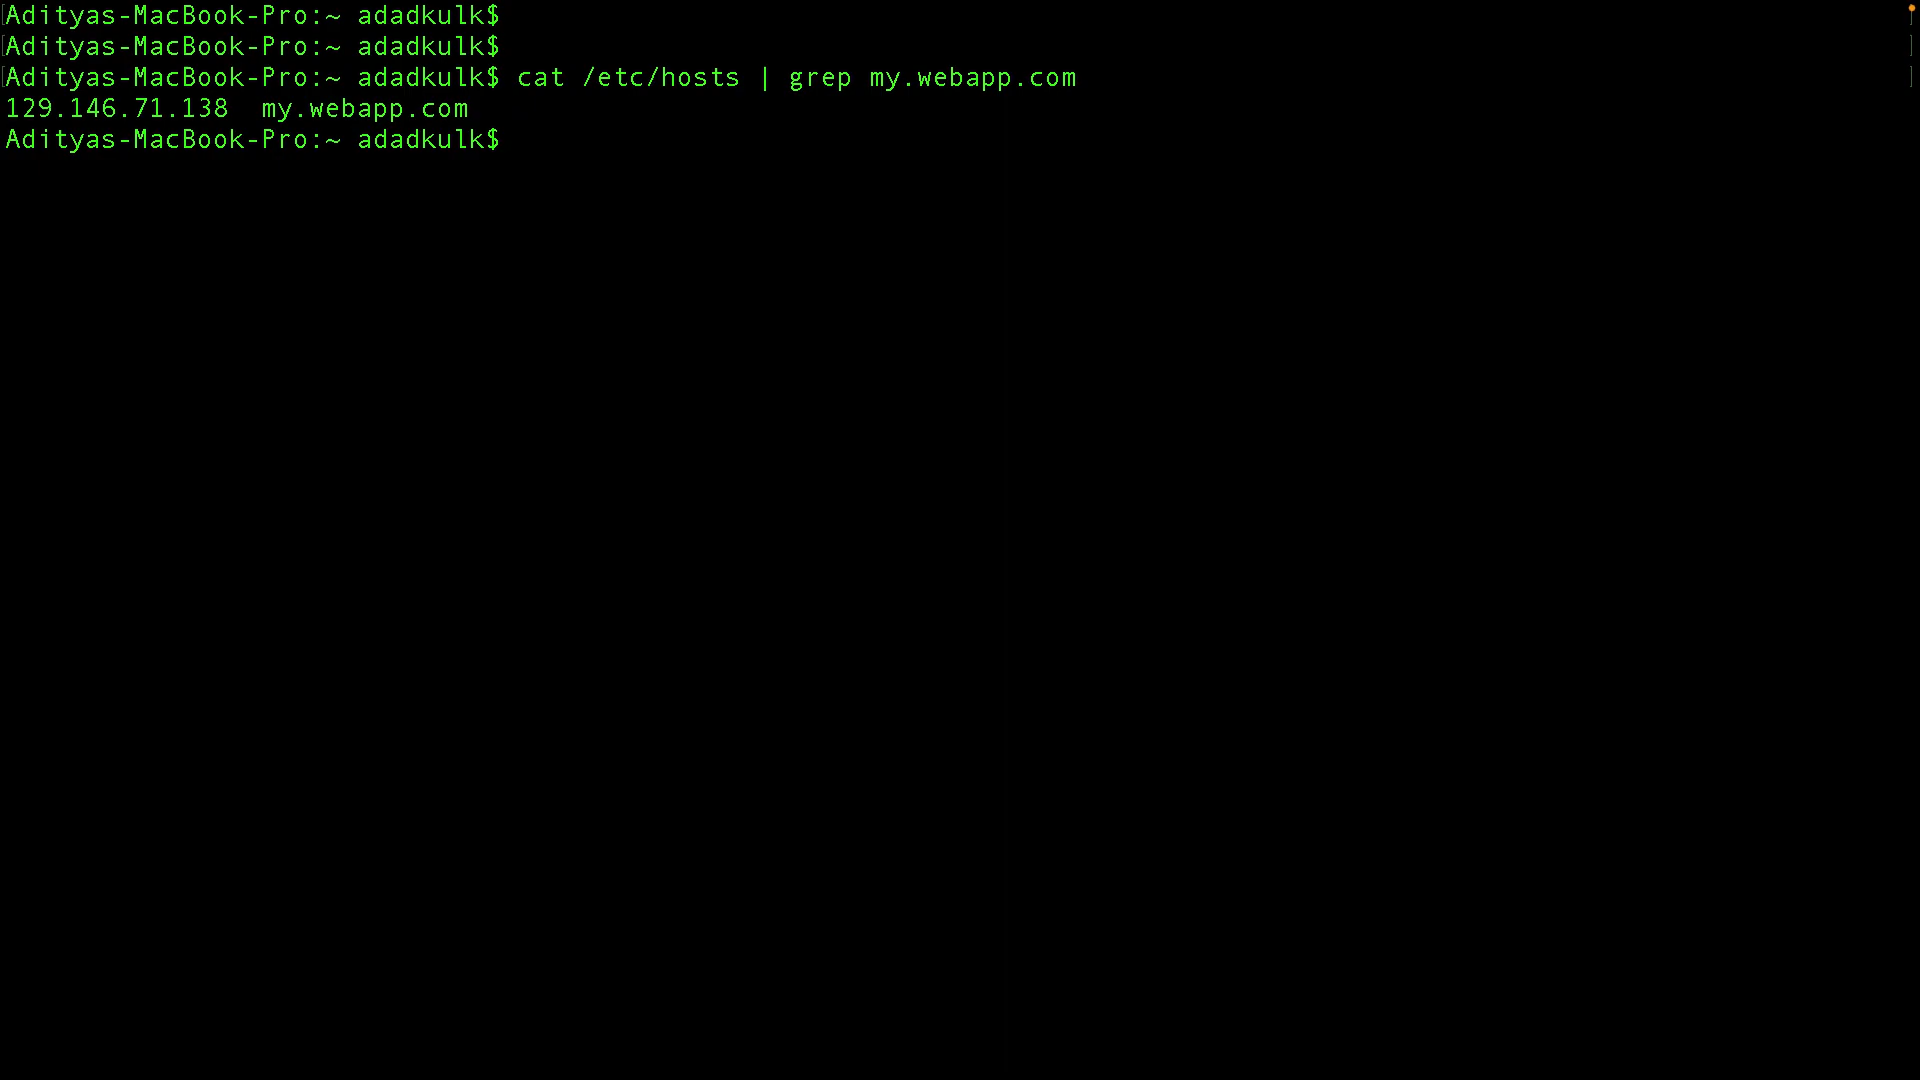 Adityas-MacBook-Pro:~ adadkulk$
Adityas-MacBook-Pro:~ adadkulk$
Adityas-MacBook-Pro:~ adadkulk$ cat /etc/hosts | grep my.webapp.com
129.146.71.138  my.webapp.com
Adityas-MacBook-Pro:~ adadkulk$